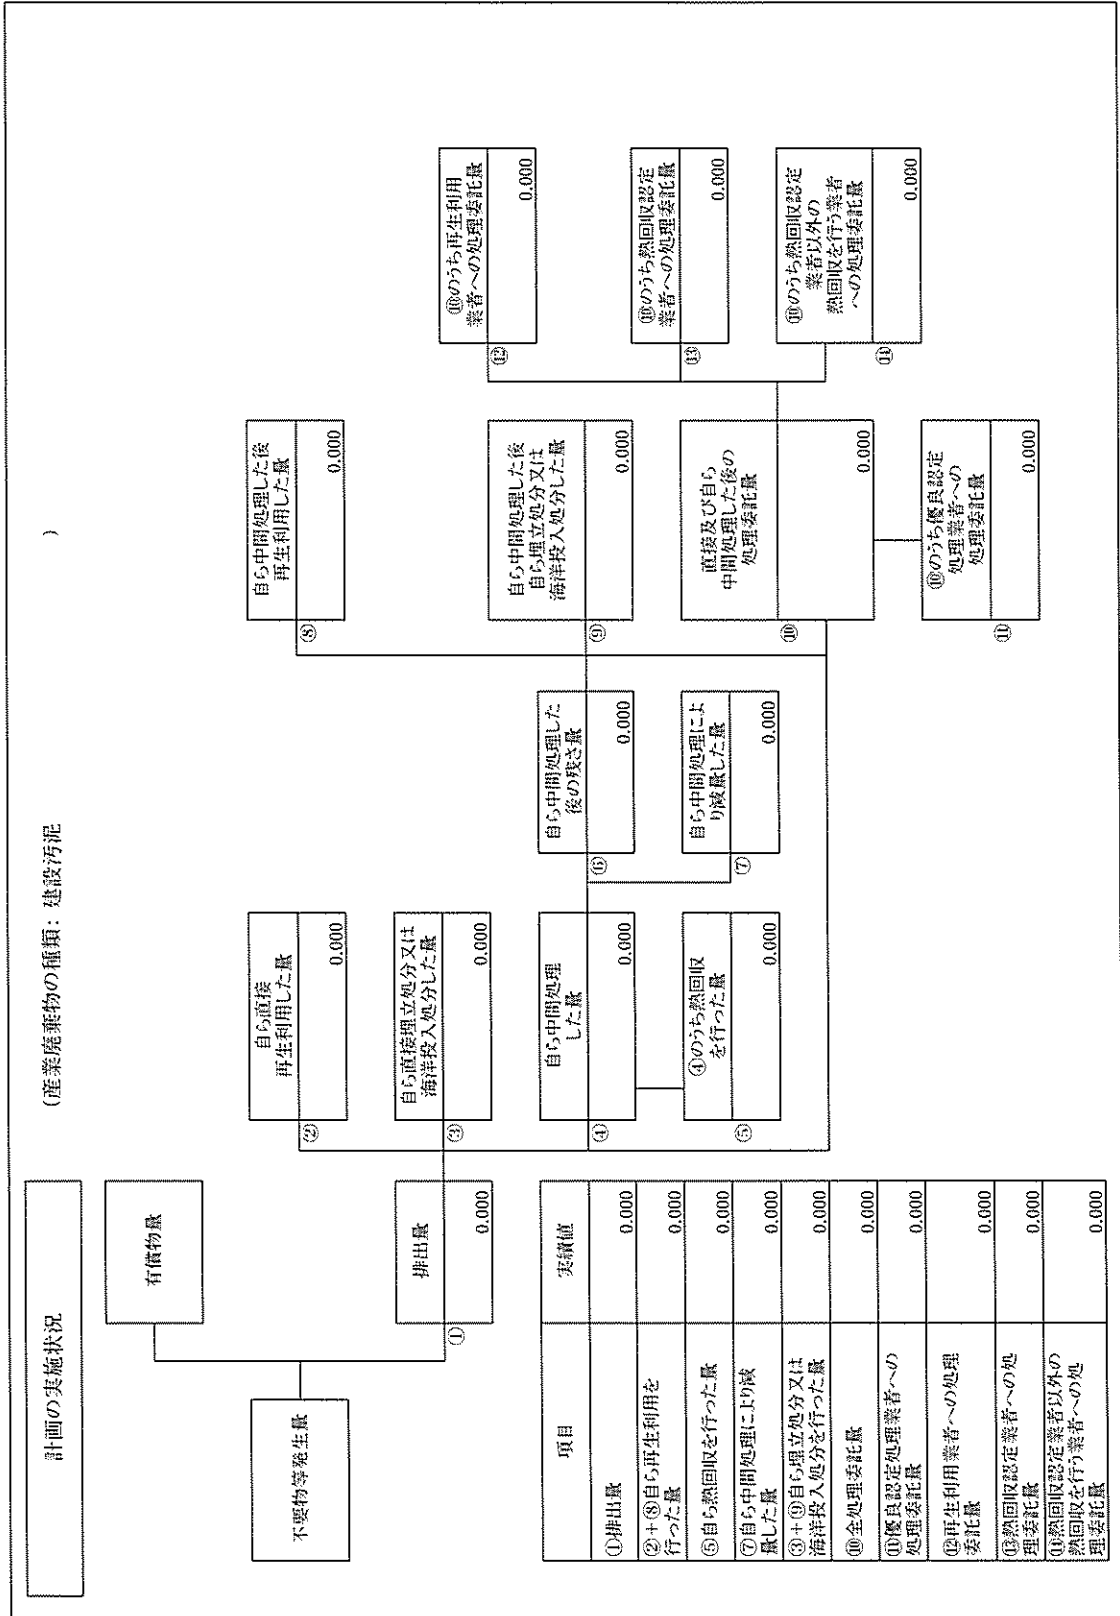 計画の実施状況
(産業廃棄物の種類: 建設汚泥
)
不要物等発生量
有償物量
①
排出量
0.000
②
自ら直接
再生利用した量
0.000
③
自ら直接埋立処分又は
海洋投入処分した量
0.000
④
自ら中間処理
した量
0.000
⑤
④のうち熱回収
を行った量
0.000
⑥
自ら中間処理した
後の残さ量
0.000
⑦
自ら中間処理によ
り減量した量
0.000
⑧
自ら中間処理した後
再生利用した量
0.000
⑨
自ら中間処理した後
自ら埋立処分又は
海洋投入処分した量
0.000
⑩
直接及び自ら
中間処理した後の
処理委託量
0.000
⑪
⑩のうち優良認定
処理業者への
処理委託量
0.000
⑫
⑩のうち再生利用
業者への処理委託量
0.000
⑬
⑩のうち熱回収認定
業者への処理委託量
0.000
⑭
⑩のうち熱回収認定
業者以外の
熱回収を行う業者
への処理委託量
0.000
項目
実績値
①排出量
0.000
②+⑧自ら再生利用を
行った量
0.000
⑤自ら熱回収を行った量
0.000
⑦自ら中間処理により減
量した量
0.000
③+⑨自ら埋立処分又は
海洋投入処分を行った量
0.000
⑩全処理委託量
0.000
⑪優良認定処理業者への
処理委託量
0.000
⑫再生利用業者への処理
委託量
0.000
⑬熱回収認定業者への処
理委託量
0.000
⑭熱回収認定業者以外の
熱回収を行う業者への処
理委託量
0.000